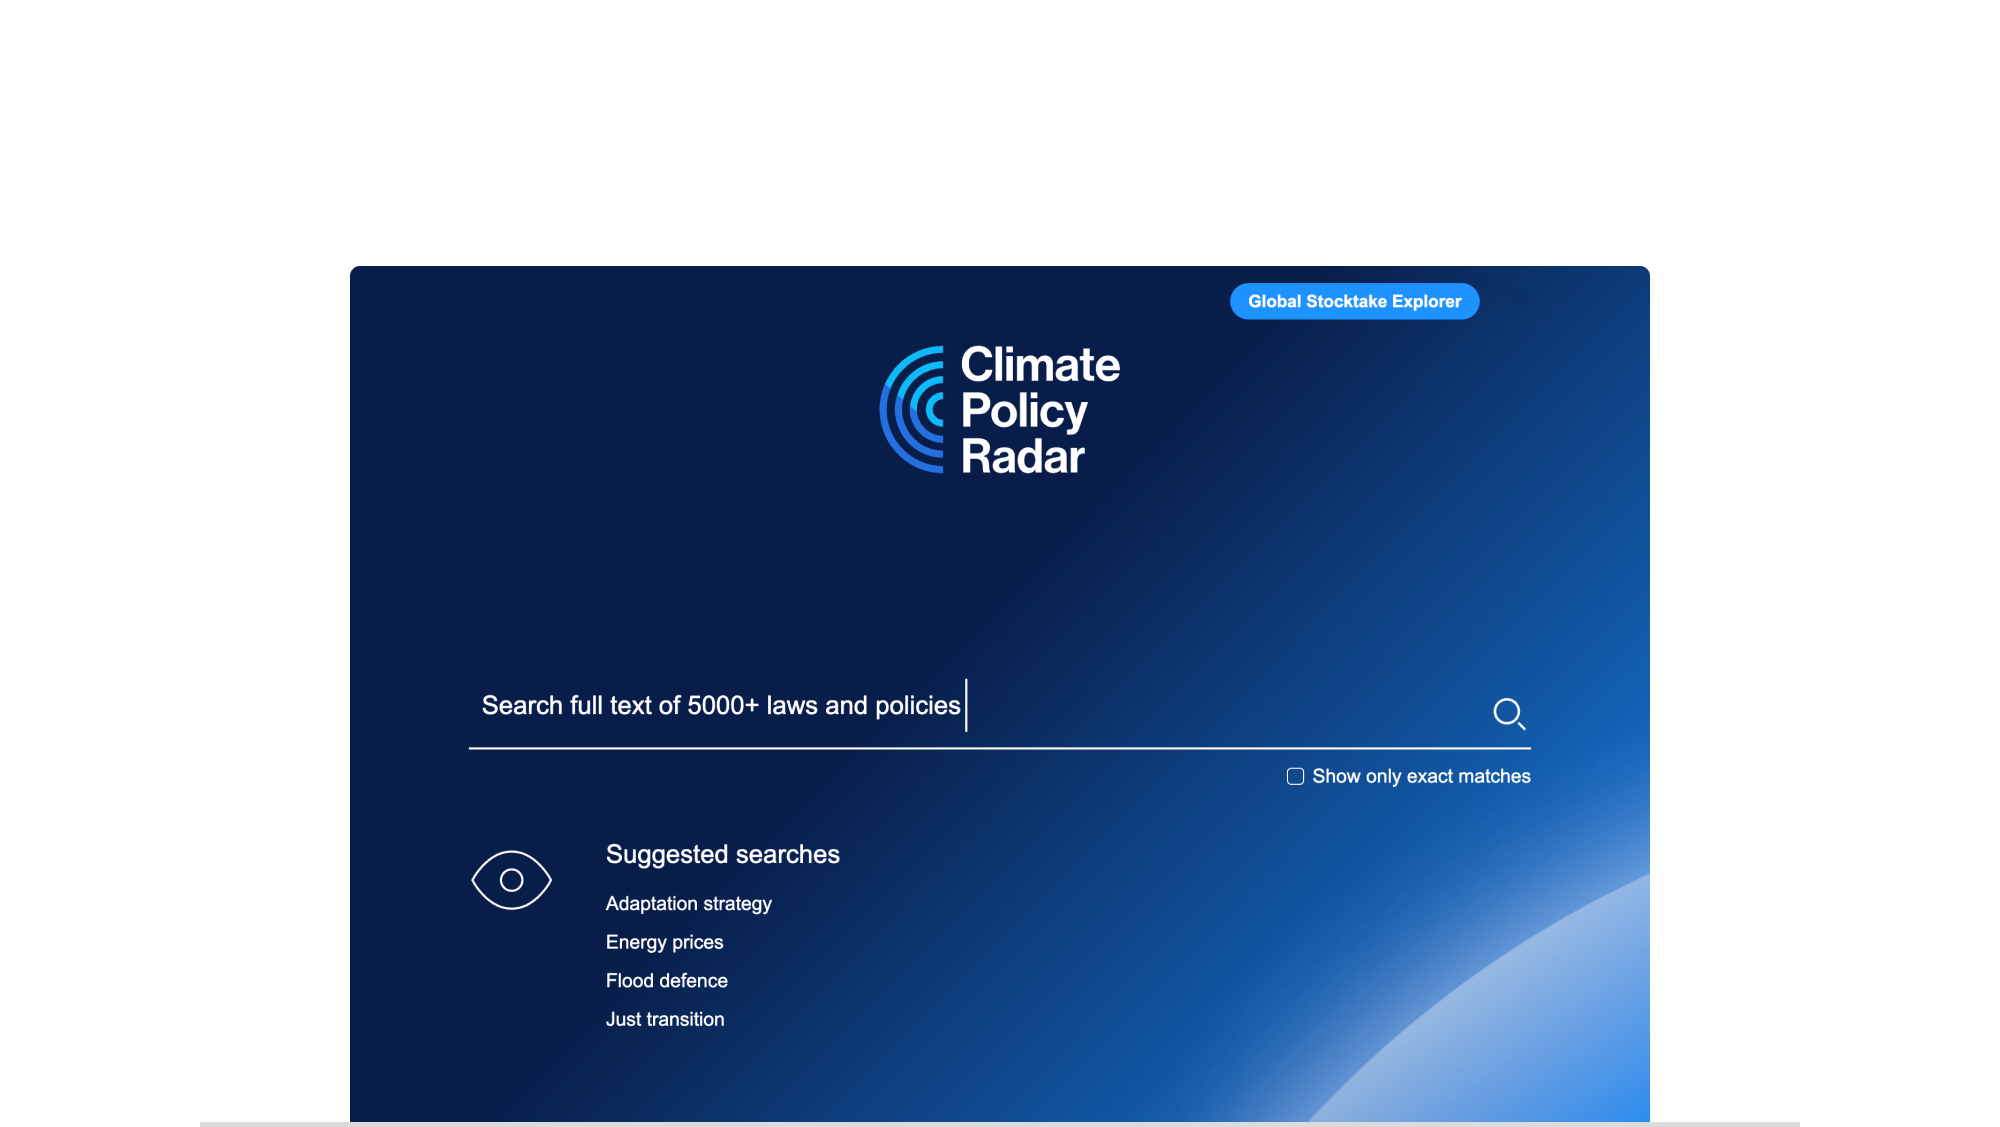 Global Stocktake Explorer
Climate
Policy
Radar
Search full text of 5000+ laws and policies
Show only exact matches
Suggested searches
Adaptation strategy
Energy prices
Flood defence
Just transition